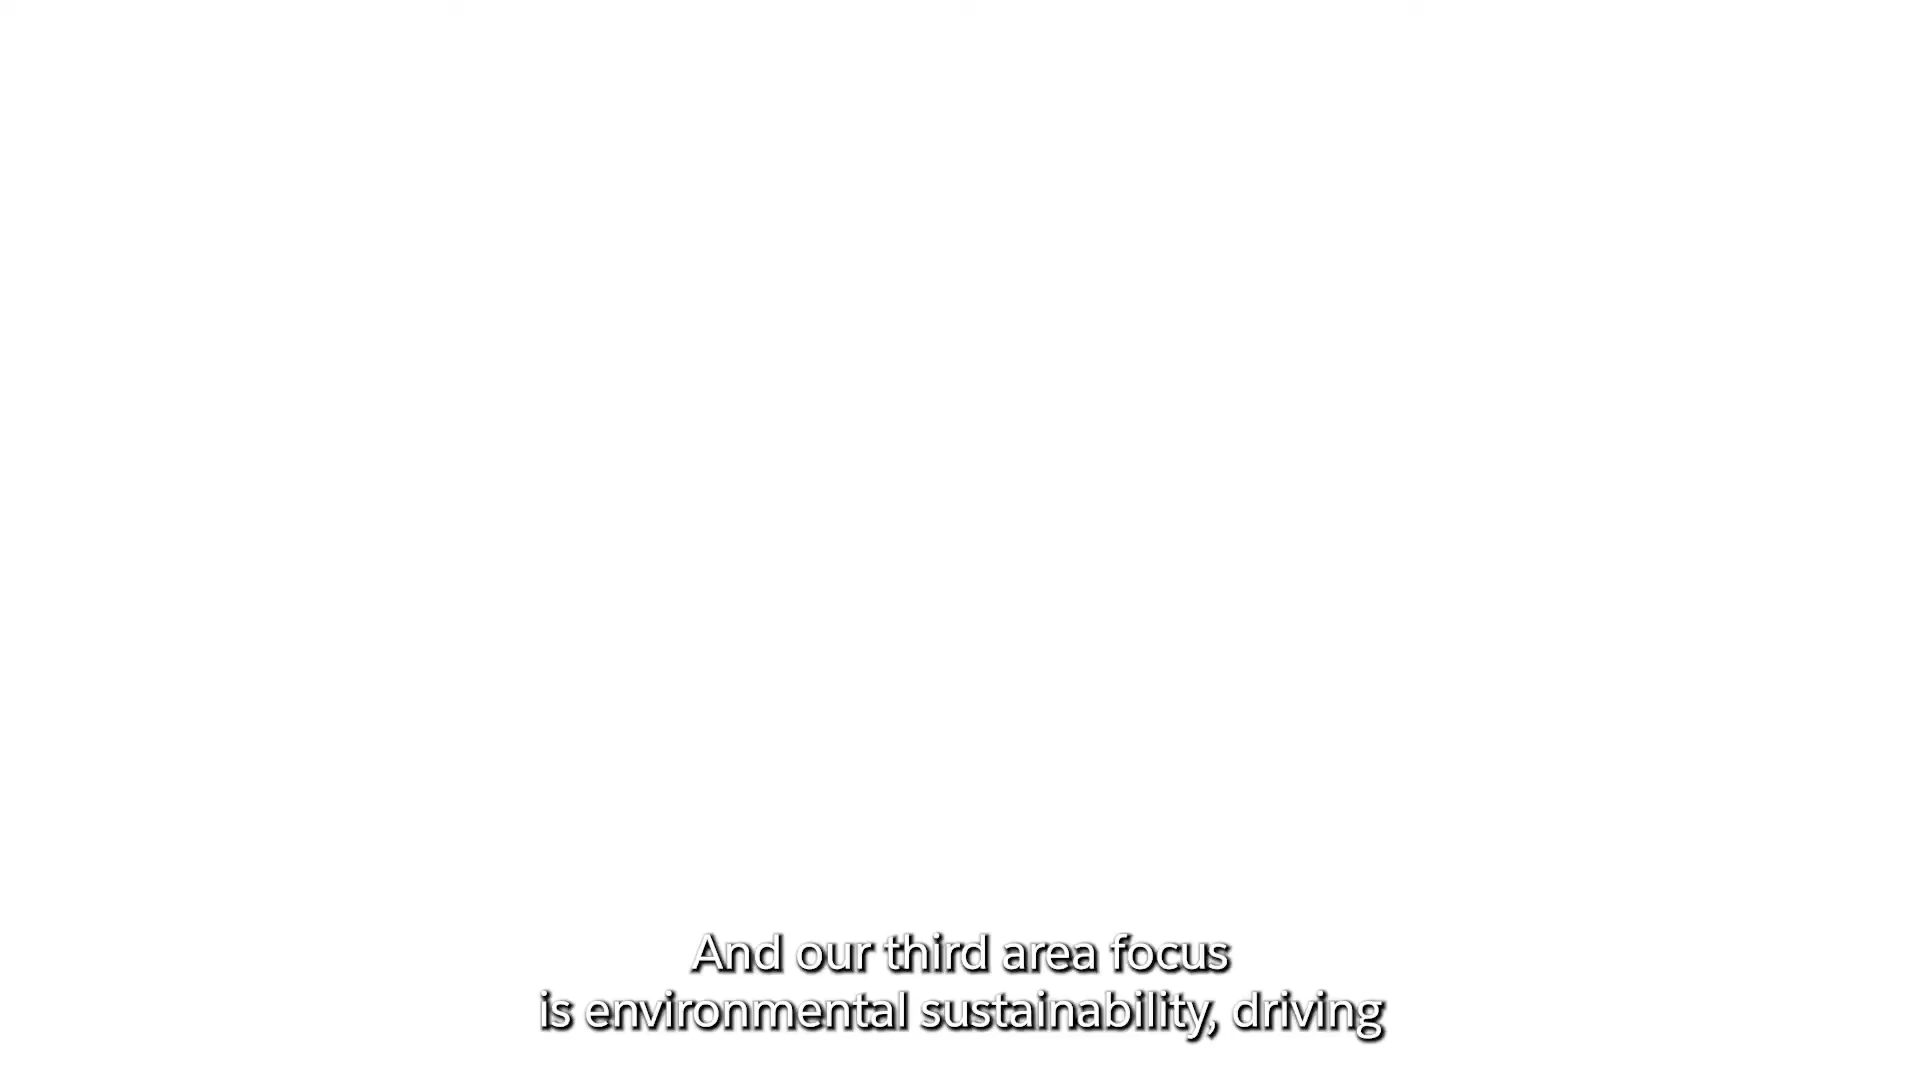 And our third area focus
is environmental sustainability, driving